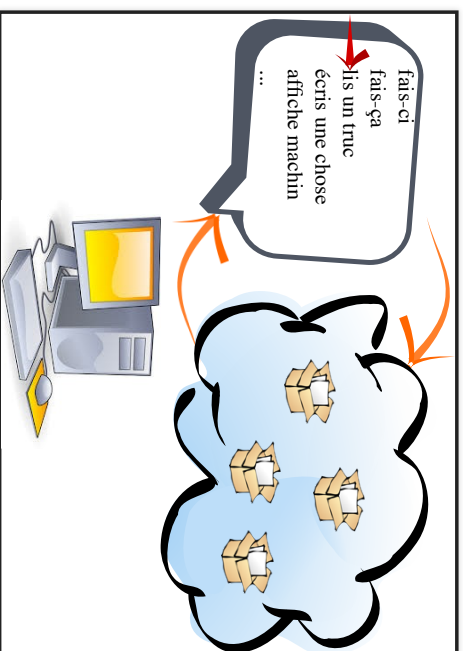 fais-ci
fais-ça
lis un truc
écris une chose
affiche machin
...